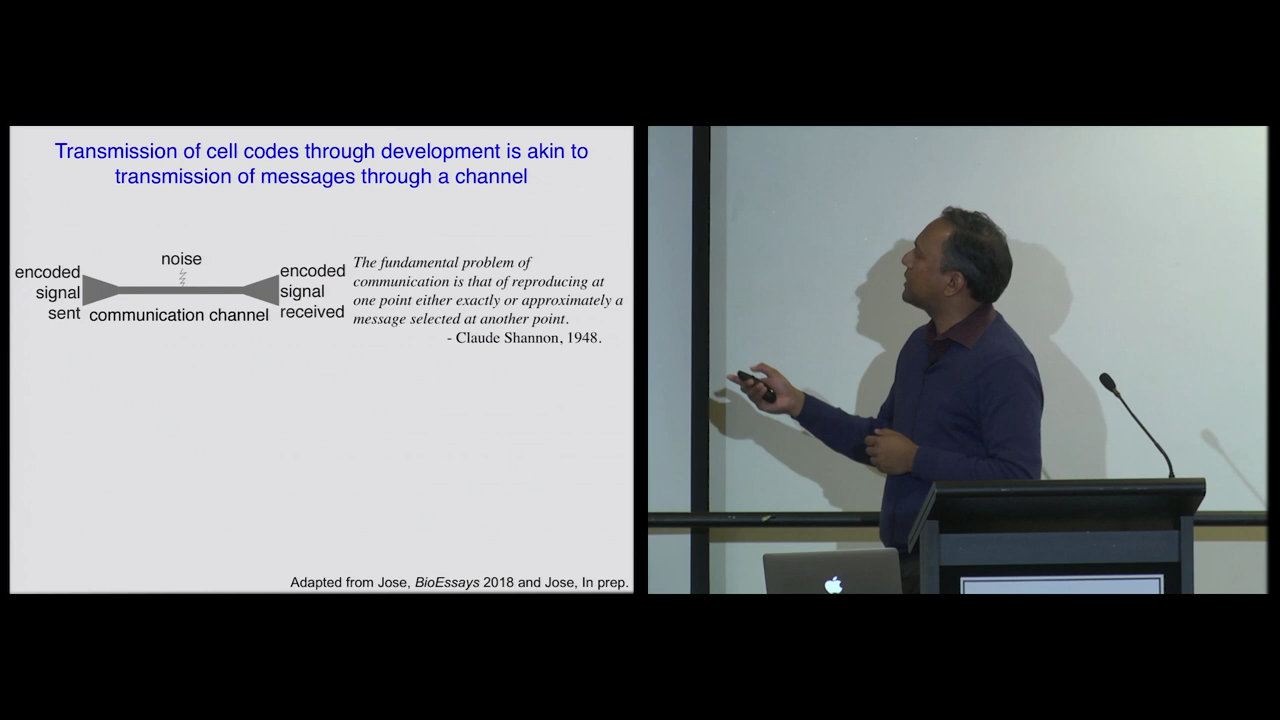 Transmission of cell codes through development is akin to
transmission of messages through a channel
noise
encoded
signal
sent
communication channel
encoded
signal
received
The fundamental problem of
communication is that of reproducing at
one point either exactly or approximately a
message selected at another point.
- Claude Shannon, 1948.
Adapted from Jose, BioEssays 2018 and Jose, In prep.